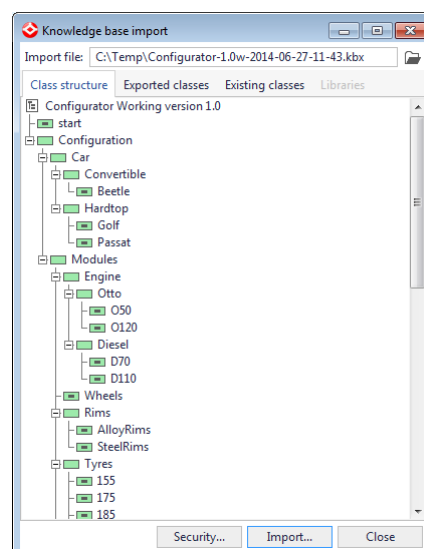 Knowledge base import
Import file: C:\Temp\Configurator-1.0w-2014-06-27-11-43.kbx
Class structure Exported classes Existing classes Libraries
Configurator Working version 1.0
start
Configuration
Car
Convertible
Beetle
Hardtop
Golf
Passat
Modules
Engine
Otto
O50
O120
Diesel
D70
D110
Wheels
Rims
AlloyRims
SteelRims
Tyres
155
175
185
Security... Import... Close